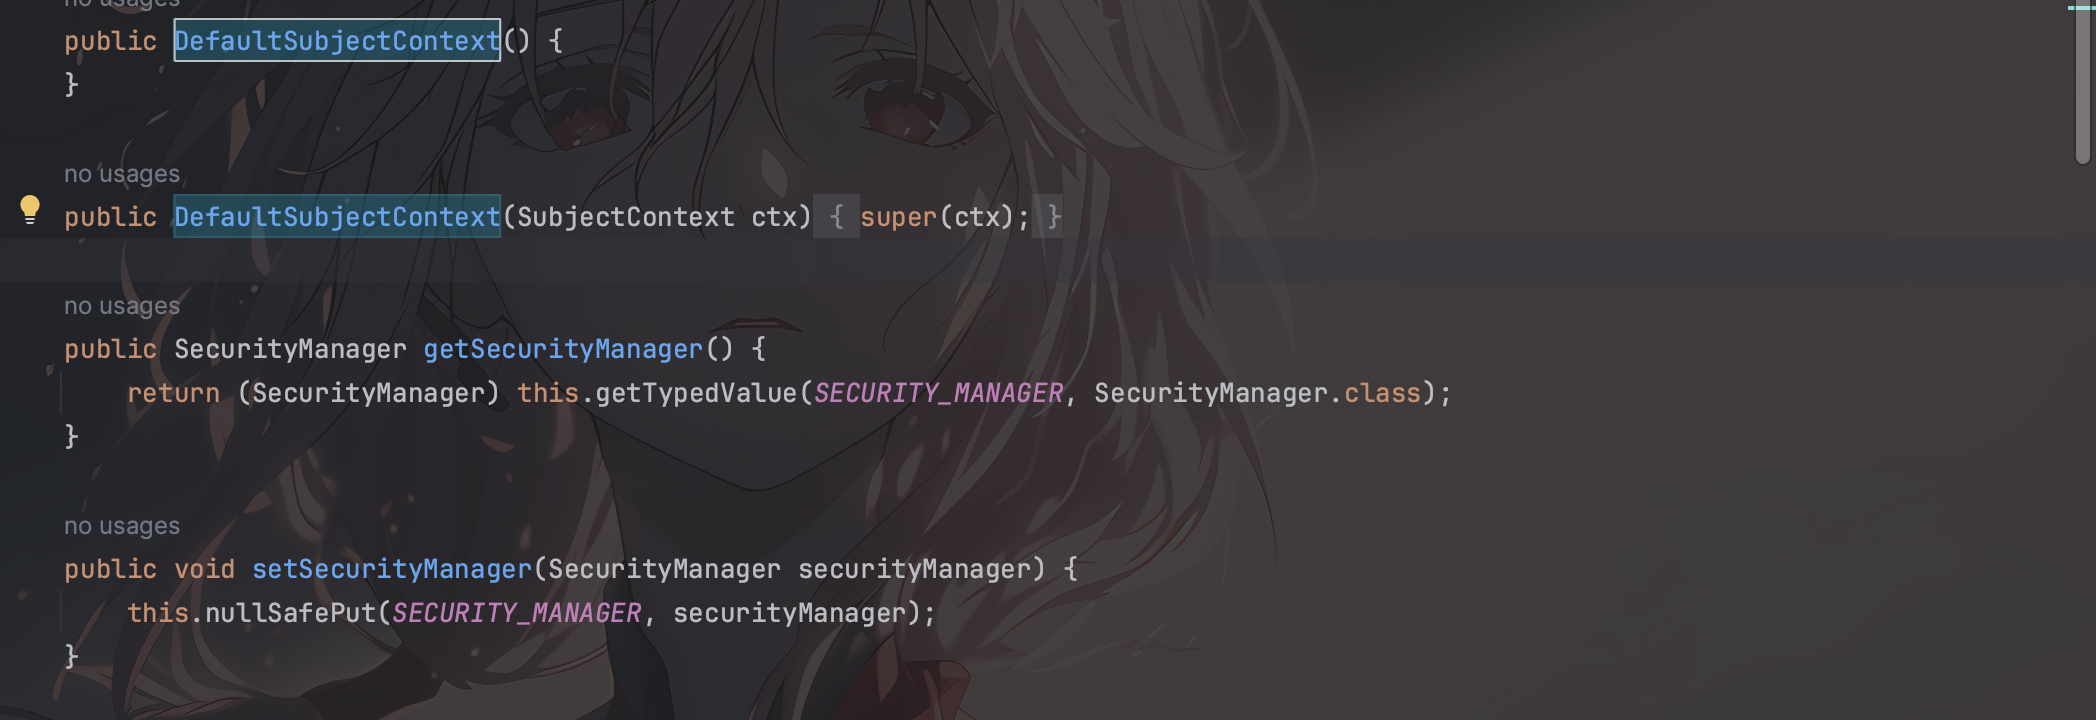 no usages
public DefaultSubjectContext() {
}
no usages
public DefaultSubjectContext(SubjectContext ctx) { super(ctx); }
no usages
public SecurityManager getSecurityManager() {
return (SecurityManager) this.getTypedValue(SECURITY_MANAGER, SecurityManager.class);
}
no usages
public void setSecurityManager(SecurityManager securityManager) {
this.nullSafePut(SECURITY_MANAGER, securityManager);
}